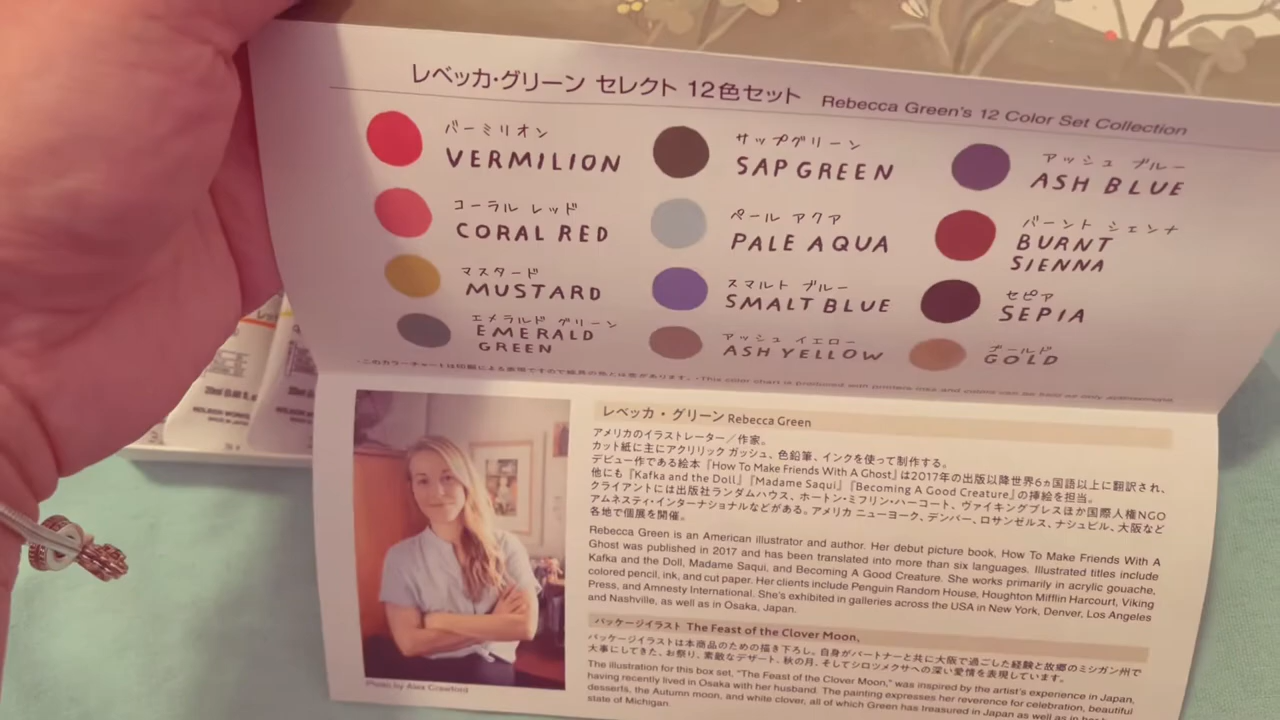 レベッカ・グリーン セレクト 12色セット Rebecca Green's 12 Color Set Collection
バーミリオン
VERMILION
コーラル レッド
CORAL RED
マスタード
MUSTARD
エメラルド グリーン
EMERALD
GREEN
サップグリーン
SAP GREEN
ペール アクア
PALE AQUA
スマルト ブルー
SMALT BLUE
アッシュ イエロー
ASH YELLOW
アッシュ ブルー
ASH BLUE
バーント シェンナ
BURNT
SIENNA
セピア
SEPIA
ゴールド
GOLD
レベッカ・グリーン Rebecca Green
アメリカのイラストレーター／作家。
カット紙に主にアクリリック ガッシュ、色鉛筆、インクを使って制作する。
デビュー作である絵本『How To Make Friends With A Ghost』は2017年の出版以降世界6ヵ国語以上に翻訳され、
他にも『Kafka and the Doll』『Madame Saqui』『Becoming A Good Creature』の挿絵を担当。
クライアントには出版社ランダムハウス、ホートン・ミフリン・ハーコート、ヴァイキングプレスほか国際人権NGO
アムネスティ・インターナショナルなどがある。アメリカ ニューヨーク、デンバー、ロサンゼルス、ナシュビル、大阪など
各地で個展を開催。
Rebecca Green is an American illustrator and author. Her debut picture book, How To Make Friends With A
Ghost was published in 2017 and has been translated into more than six languages. Illustrated titles include
Kafka and the Doll, Madame Saqui, and Becoming A Good Creature. She works primarily in acrylic gouache,
colored pencil, ink, and cut paper. Her clients include Penguin Random House, Houghton Mifflin Harcourt, Viking
Press, and Amnesty International. She's exhibited in galleries across the USA in New York, Denver, Los Angeles
and Nashville, as well as in Osaka, Japan.
パッケージイラスト The Feast of the Clover Moon,
パッケージイラストは本商品のための描き下ろし。自身がパートナーと共に大阪で過ごした経験と故郷のミシガン州で
大事にしてきた、お祭り、素敵なデザート、秋の月、そしてシロツメクサへの深い愛情を表現しています。
The illustration for this box set, "The Feast of the Clover Moon," was inspired by the artist's experience in Japan,
having recently lived in Osaka with her husband. The painting expresses her reverence for celebration, beautiful
desserts, the Autumn moon, and white clover, all of which Green has treasured in Japan as well as in her
state of Michigan.
Photo by Alex Crawford